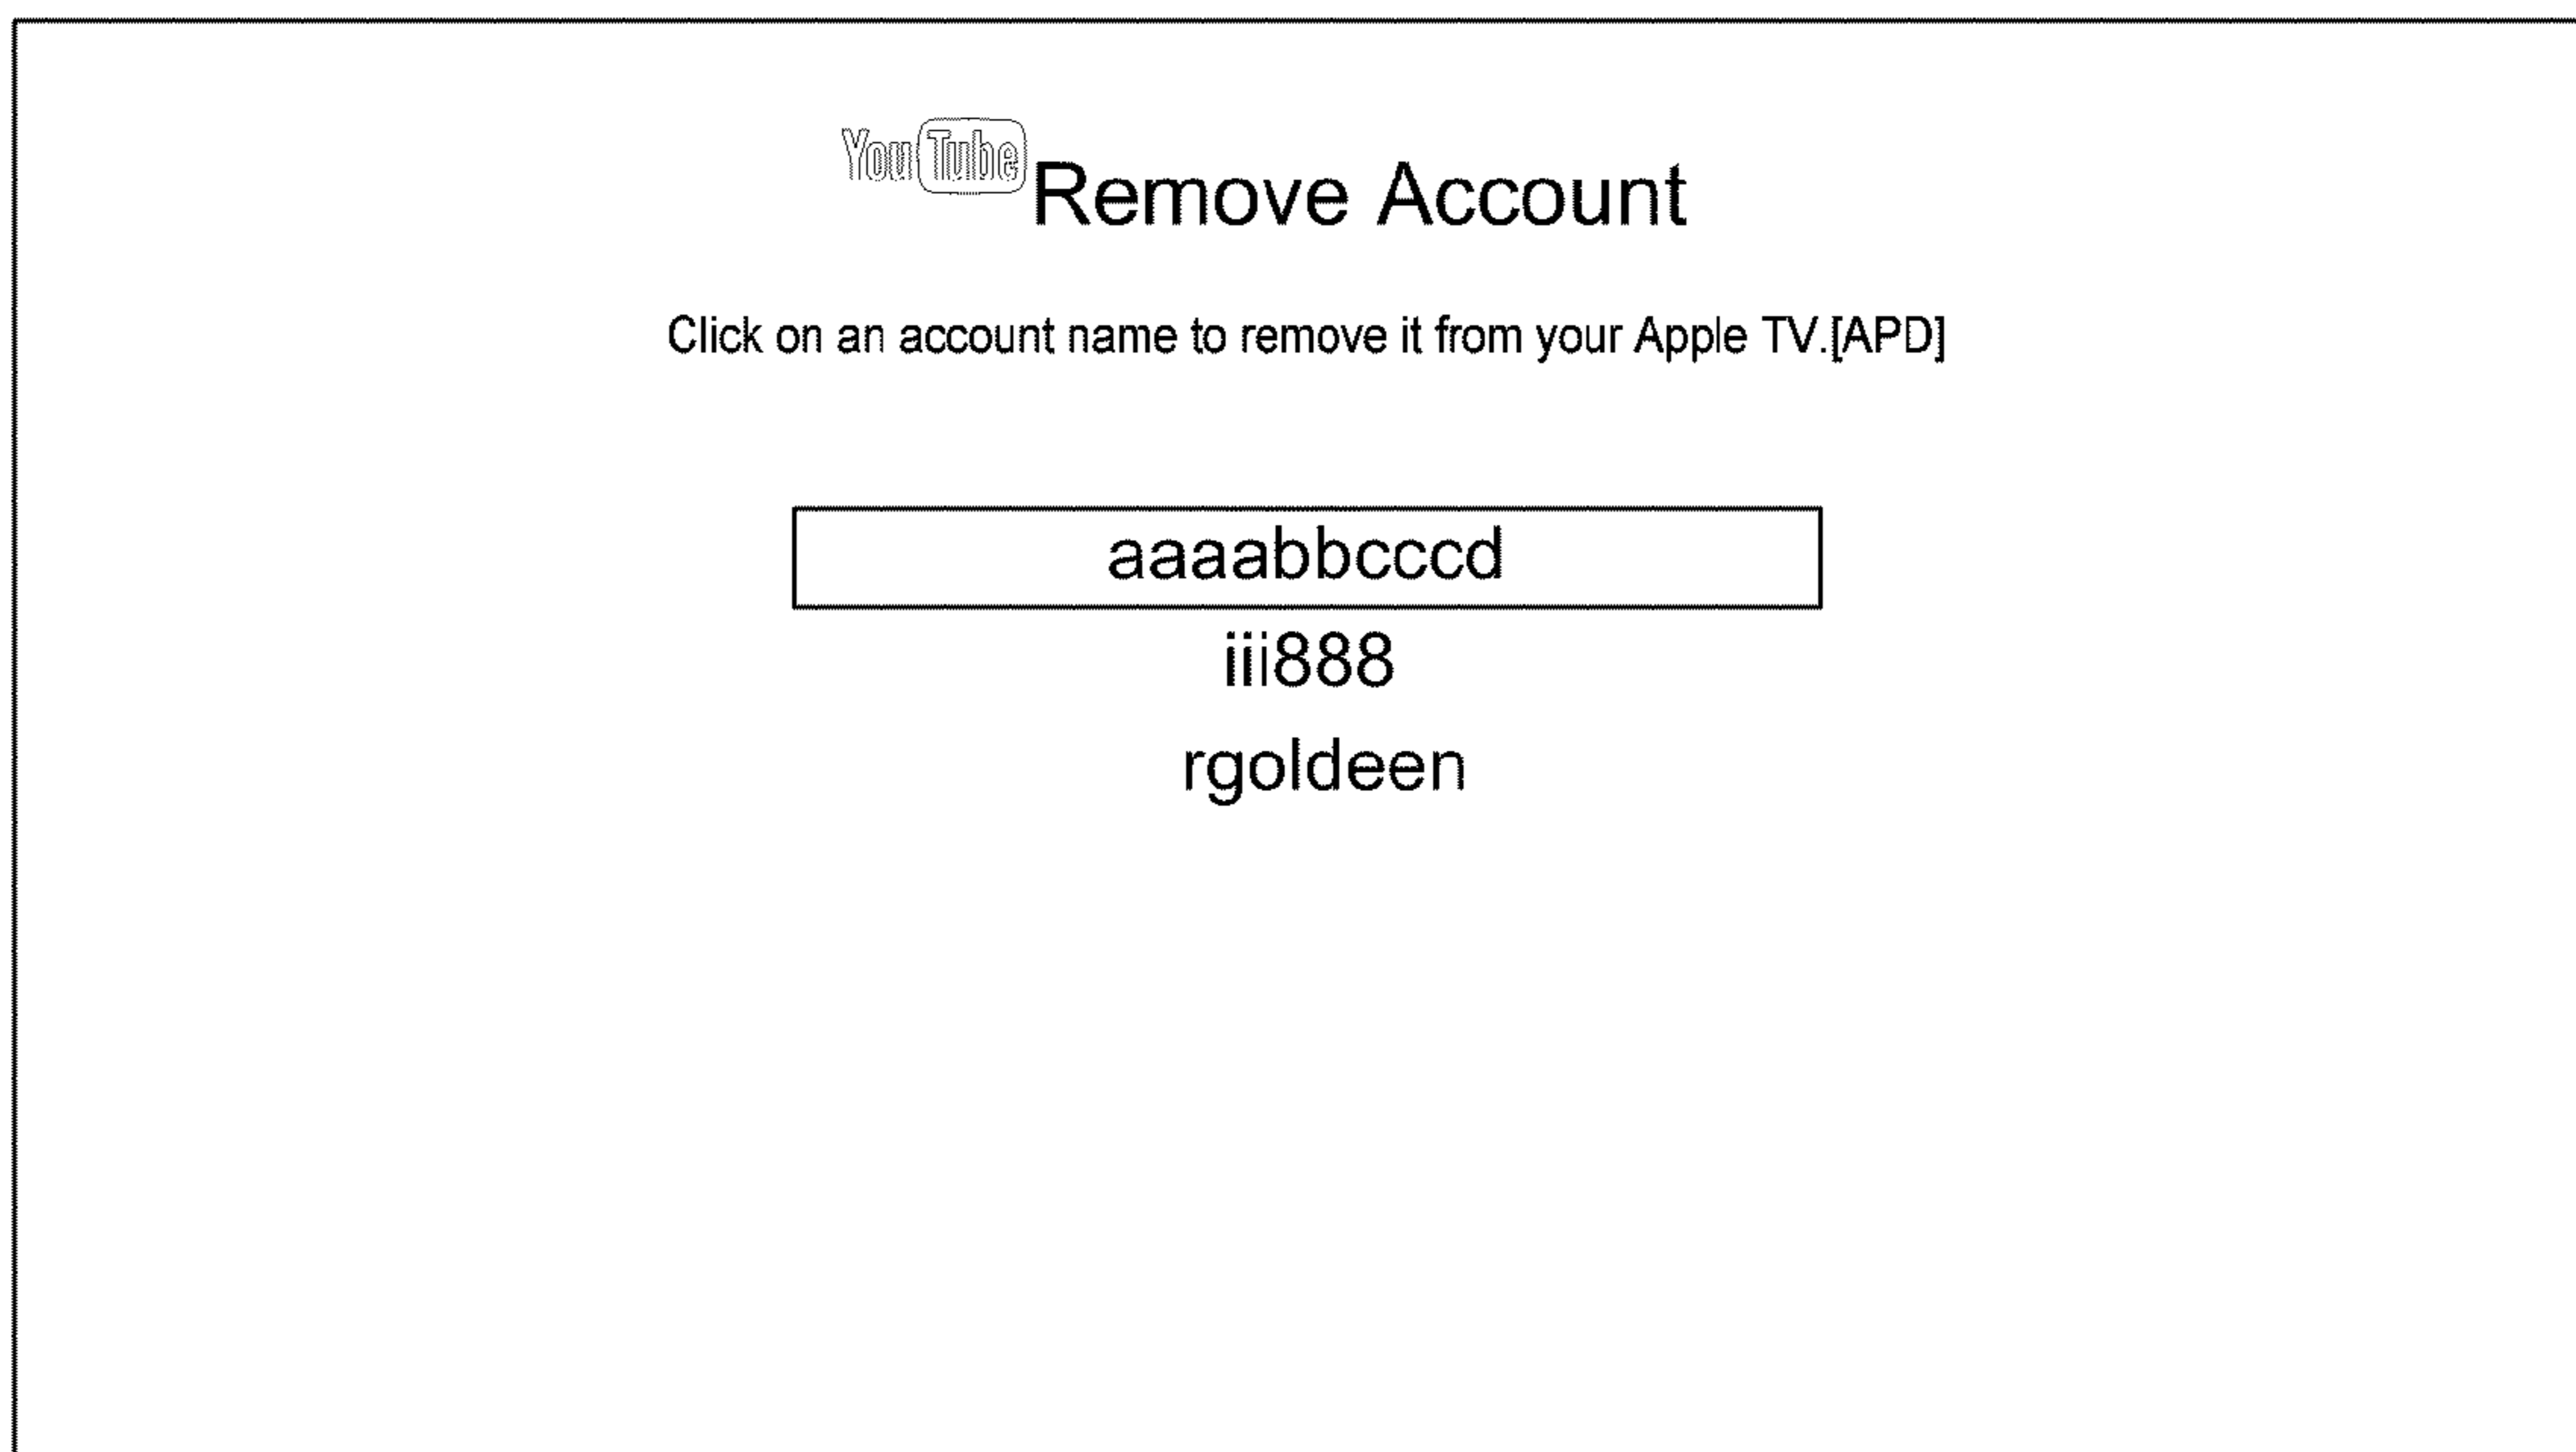 YouTube Remove Account
Click on an account name to remove it from your Apple TV.[APD]
aaaabbcccd
iii888
rgoldeen